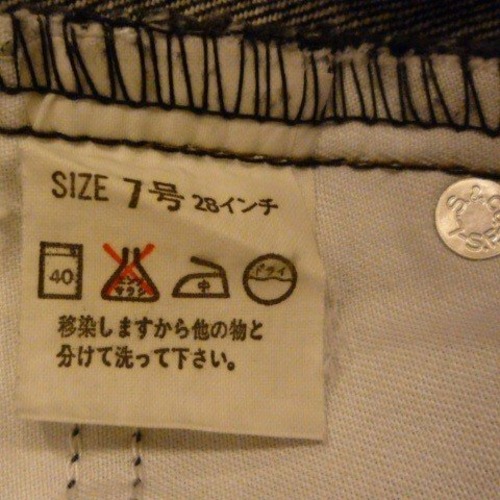 SIZE 7号 28インチ
40 エンソサラシ 中 ドライ
移染しますから他の物と
分けて洗って下さい。